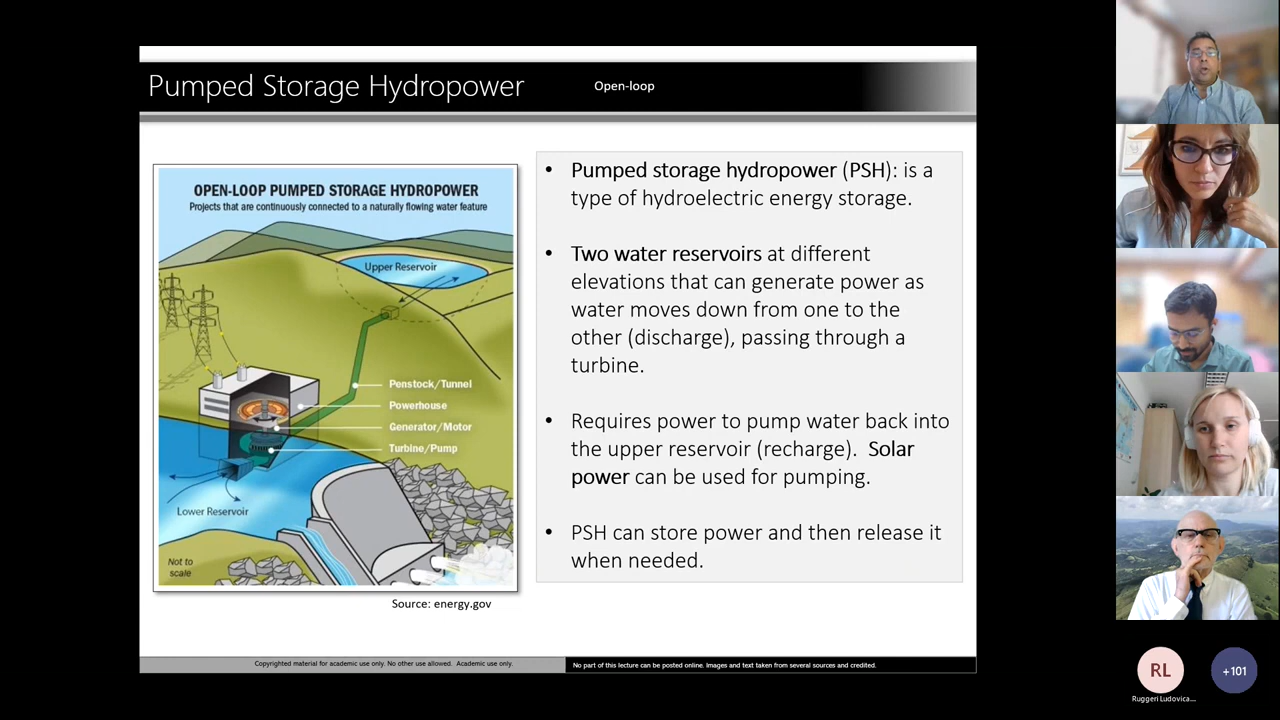 Pumped Storage Hydropower
Open-loop
OPEN-LOOP PUMPED STORAGE HYDROPOWER
Projects that are continuously connected to a naturally flowing water feature
Upper Reservoir
Penstock/Tunnel
Powerhouse
Generator/Motor
Turbine/Pump
Lower Reservoir
Not to
scale
Source: energy.gov
• Pumped storage hydropower (PSH): is a
type of hydroelectric energy storage.
• Two water reservoirs at different
elevations that can generate power as
water moves down from one to the
other (discharge), passing through a
turbine.
• Requires power to pump water back into
the upper reservoir (recharge). Solar
power can be used for pumping.
• PSH can store power and then release it
when needed.
Copyrighted material for academic use only. No other use allowed. Academic use only.
No part of this lecture can be posted online. Images and text taken from several sources and credited.
RL
+101
Ruggeri Ludovica...